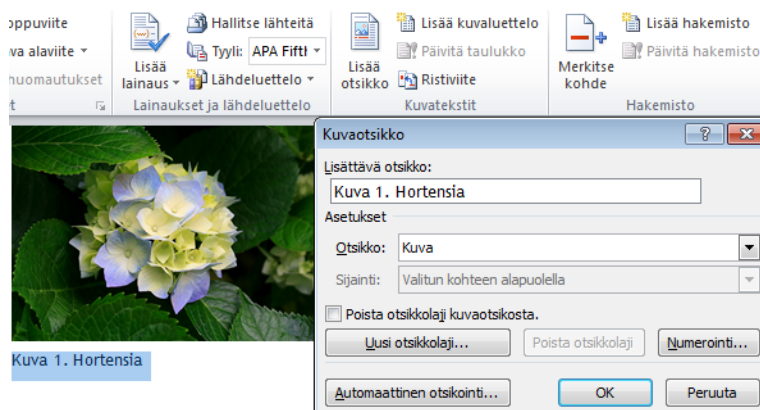 oppuviite
Hallitse lähteitä
Lisää kuvaluettelo
Lisää hakemisto
va alaviite
Tyyli: APA Fiftl
Päivitä taulukko
Päivitä hakemisto
Lisää lainaus
Lisää otsikko
Merkitse kohde
huomautukset
Lähdeluettelo
Ristiviite
t
Lainaukset ja lähdeluettelo
Kuvatekstit
Hakemisto
Kuvaotsikko
Lisättävä otsikko:
Kuva 1. Hortensia
Asetukset
Otsikko: Kuva
Sijainti: Valitun kohteen alapuolella
Poista otsikkolaji kuvaotsikosta.
Uusi otsikkolaji... Poista otsikkolaji Numerointi...
Kuva 1. Hortensia
Automaattinen otsikointi... OK Peruuta